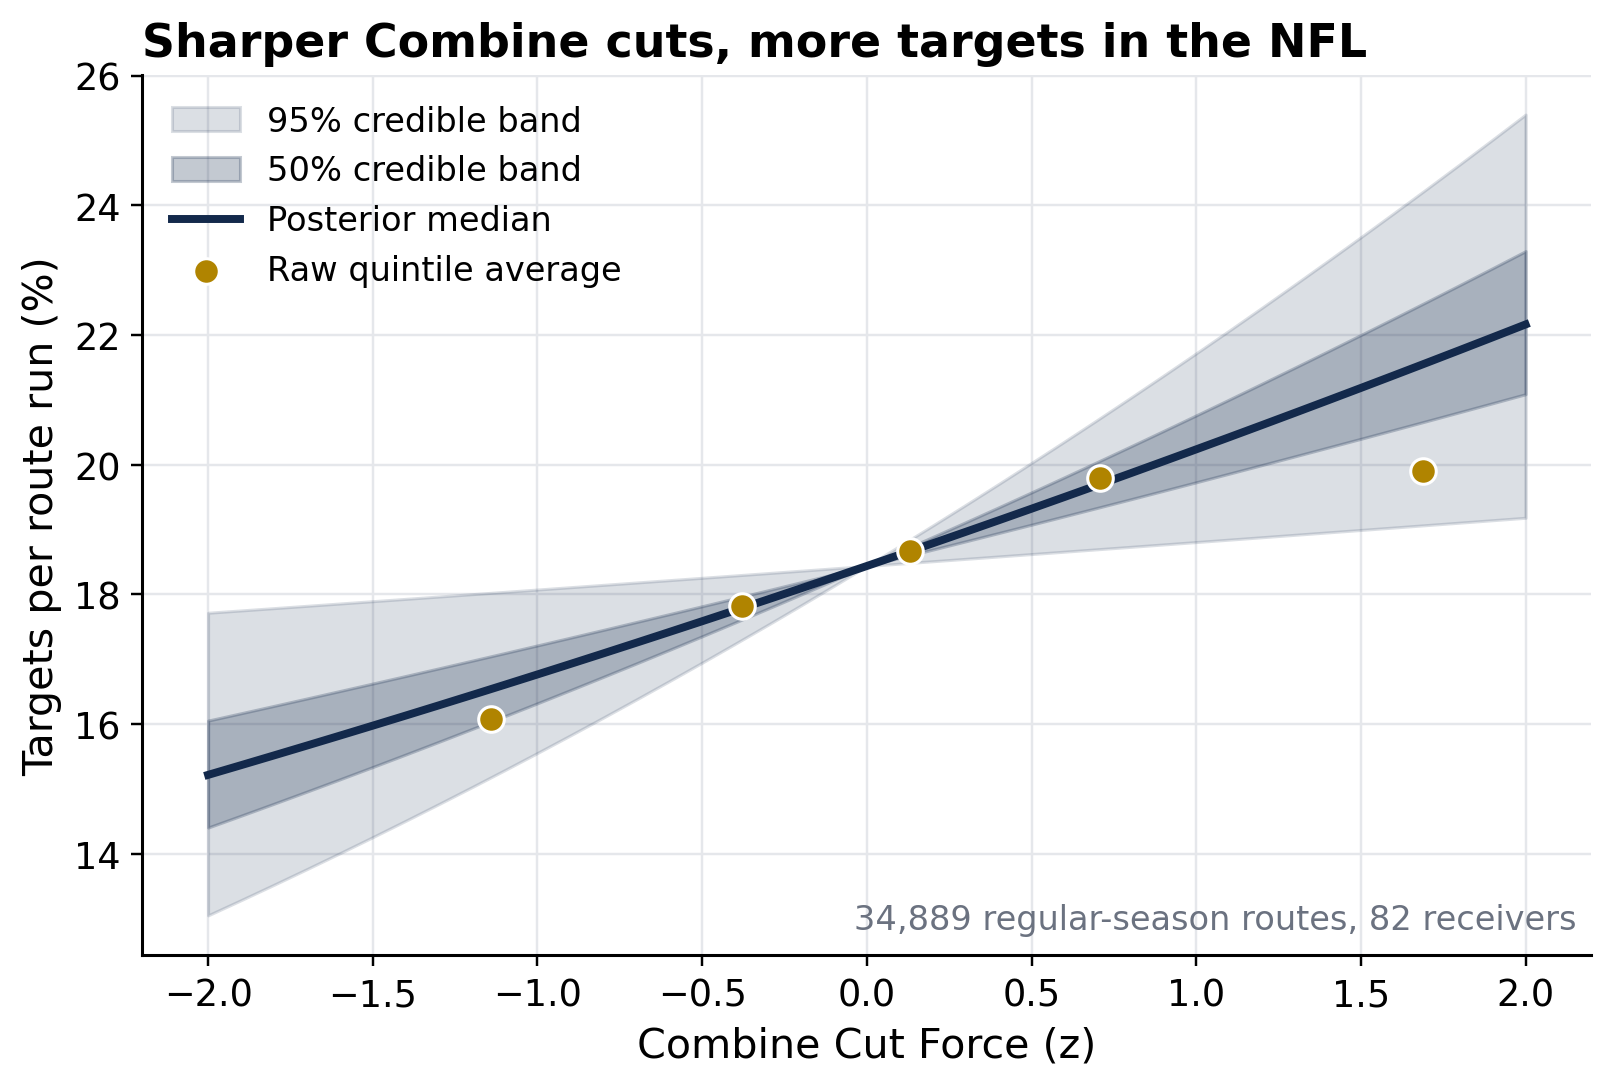 Sharper Combine cuts, more targets in the NFL
95% credible band
50% credible band
Posterior median
Raw quintile average
Targets per route run (%)
26
24
22
20
18
16
14
34,889 regular-season routes, 82 receivers
−2.0 −1.5 −1.0 −0.5 0.0 0.5 1.0 1.5 2.0
Combine Cut Force (z)